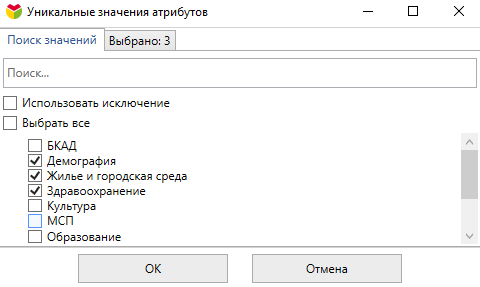 Уникальные значения атрибутов
Поиск значений
Выбрано: 3
Поиск...
Использовать исключение
Выбрать все
БКАД
Демография
Жилье и городская среда
Здравоохранение
Культура
МСП
Образование
ОК
Отмена